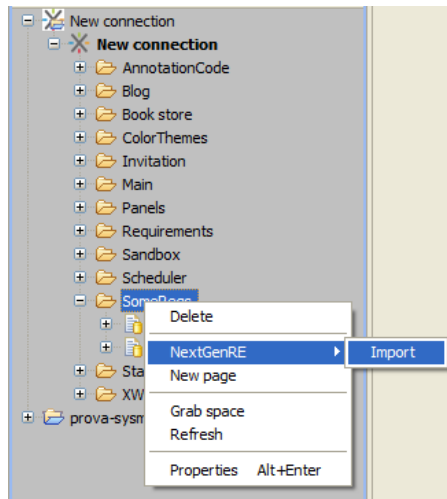 New connection
New connection
AnnotationCode
Blog
Book store
ColorThemes
Invitation
Main
Panels
Requirements
Sandbox
Scheduler
Delete
NextGenRE
Import
New page
Grab space
Refresh
Properties Alt+Enter